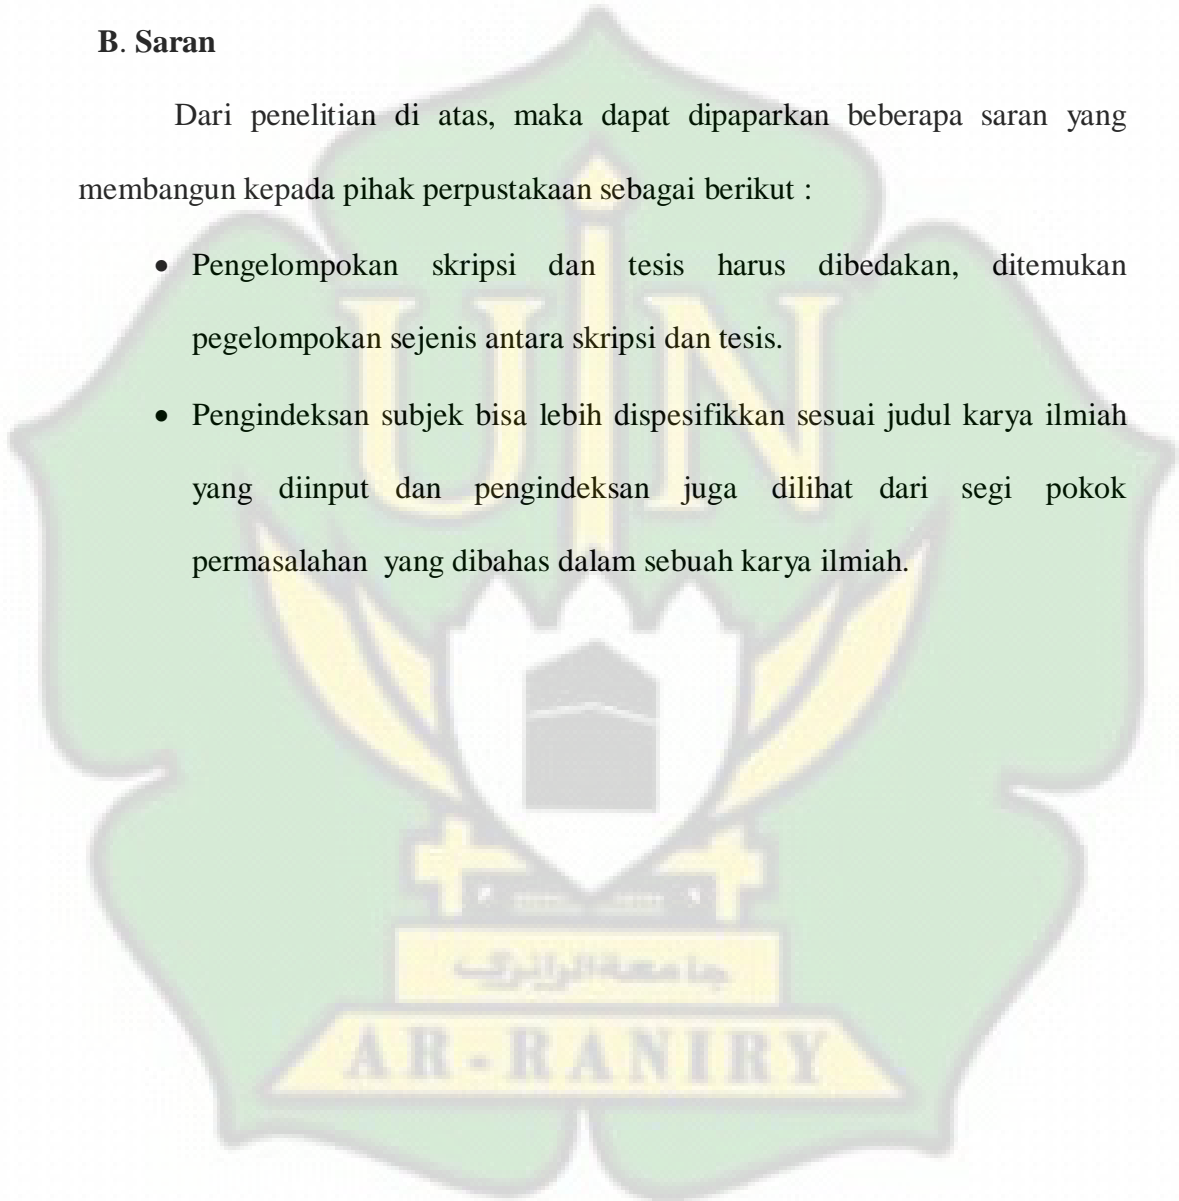 B. Saran
Dari penelitian di atas, maka dapat dipaparkan beberapa saran yang
membangun kepada pihak perpustakaan sebagai berikut :
• Pengelompokan skripsi dan tesis harus dibedakan, ditemukan
pegelompokan sejenis antara skripsi dan tesis.
• Pengindeksan subjek bisa lebih dispesifikkan sesuai judul karya ilmiah
yang diinput dan pengindeksan juga dilihat dari segi pokok
permasalahan yang dibahas dalam sebuah karya ilmiah.
UIN
جامعة الرانري
AR-RANIRY